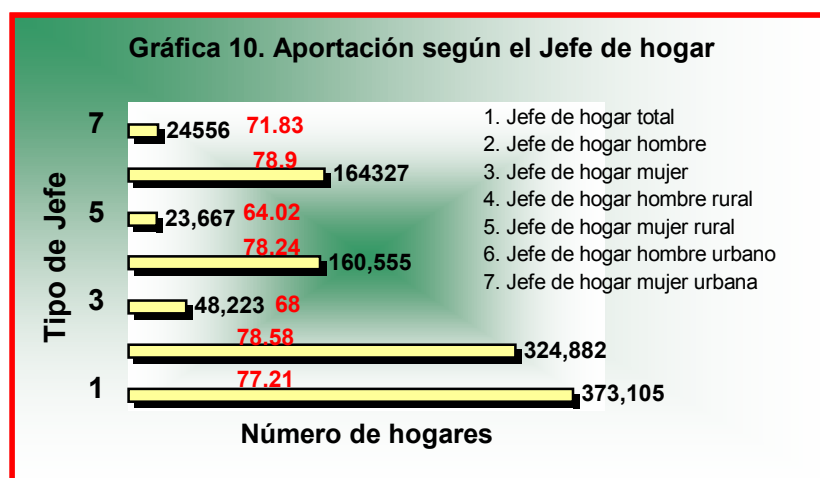 Gráfica 10. Aportación según el Jefe de hogar
Tipo de Jefe
7
24556 71.83
78.9
164327
5
23,667 64.02
78.24
160,555
3
48,223 68
78.58
324,882
1
77.21
373,105
1. Jefe de hogar total
2. Jefe de hogar hombre
3. Jefe de hogar mujer
4. Jefe de hogar hombre rural
5. Jefe de hogar mujer rural
6. Jefe de hogar hombre urbano
7. Jefe de hogar mujer urbana
Número de hogares